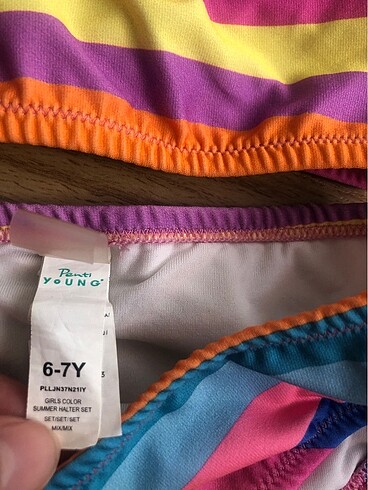 Penti
YOUNG
6-7Y
PLLJN37N21IY
GIRLS COLOR
SUMMER HALTER SET
SET/SET/SET
MIX/MIX